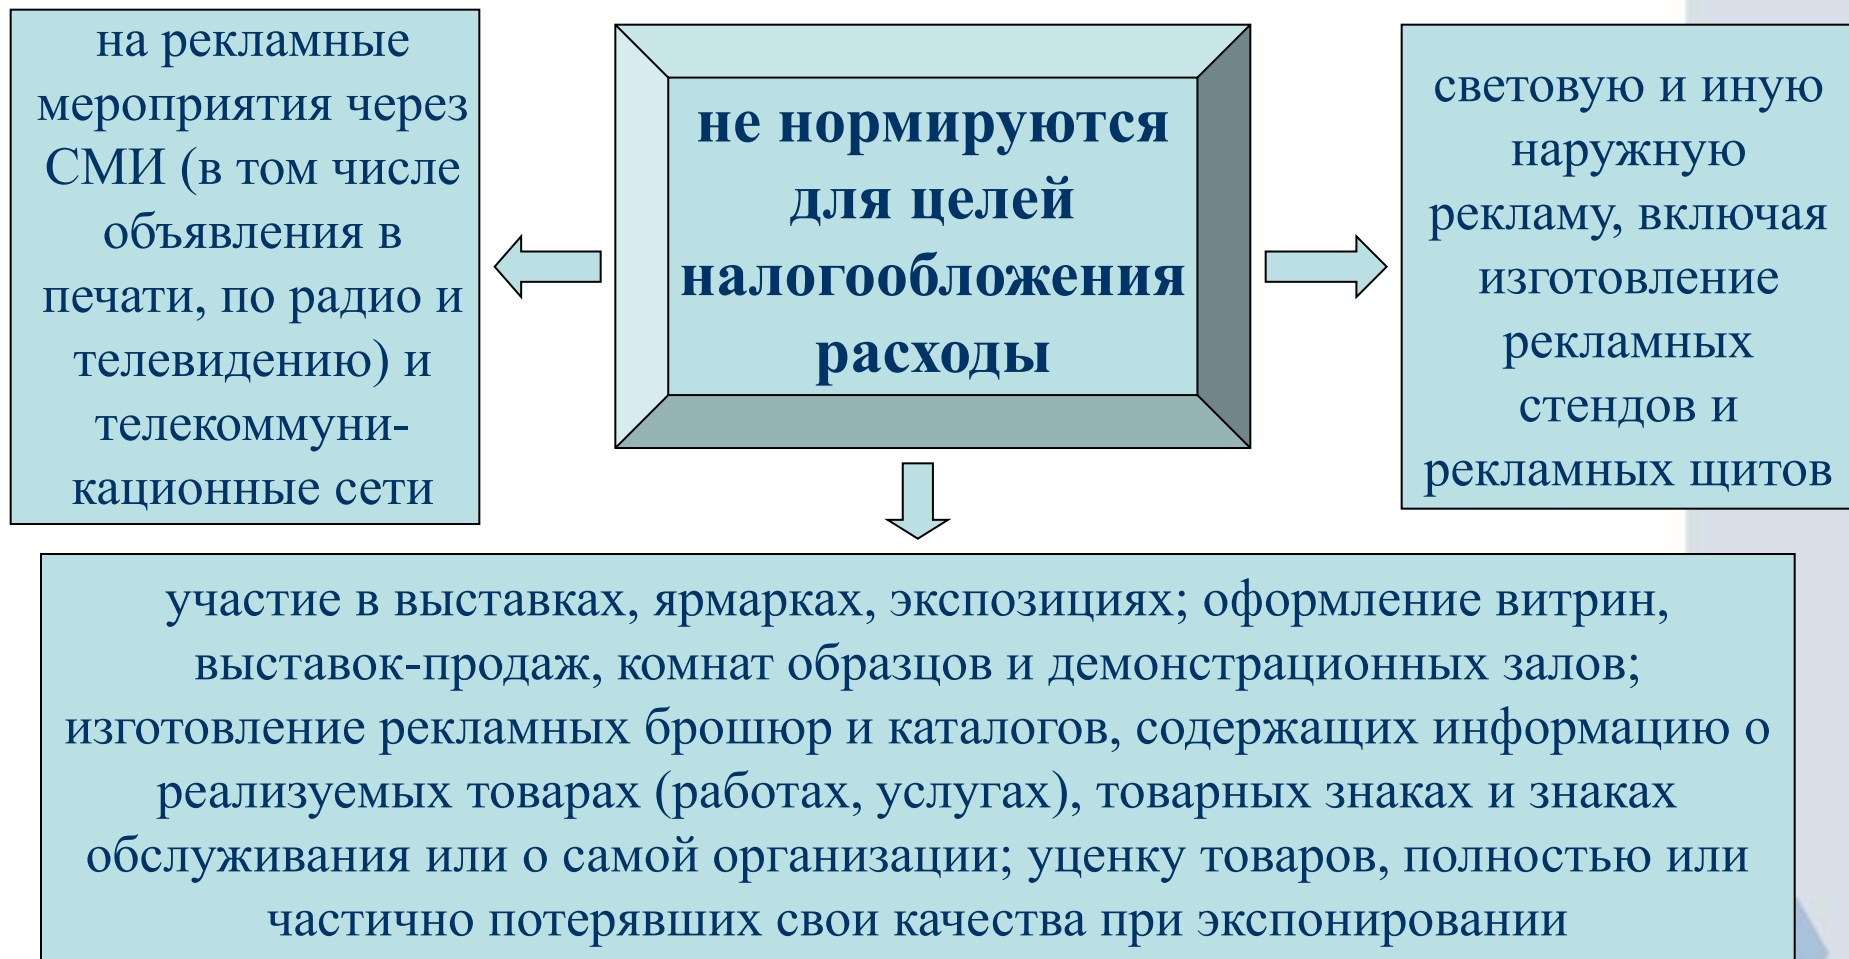 на рекламные
мероприятия через
СМИ (в том числе
объявления в
печати, по радио и
телевидению) и
телекоммуни-
кационные сети
не нормируются
для целей
налогообложения
расходы
световую и иную
наружную
рекламу, включая
изготовление
рекламных
стендов и
рекламных щитов
участие в выставках, ярмарках, экспозициях; оформление витрин,
выставок-продаж, комнат образцов и демонстрационных залов;
изготовление рекламных брошюр и каталогов, содержащих информацию о
реализуемых товарах (работах, услугах), товарных знаках и знаках
обслуживания или о самой организации; уценку товаров, полностью или
частично потерявших свои качества при экспонировании